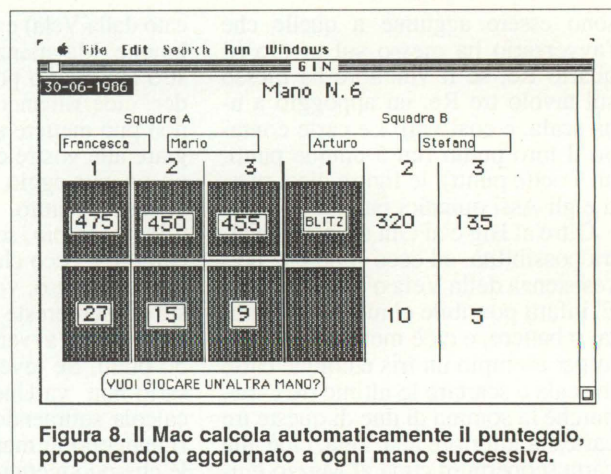 File Edit Search Run Windows
GIN
30-06-1986 Mano N.6
Squadra A Squadra B
Francesca Mario Arturo Stefano
1 2 3 1 2 3
475 450 455 BLITZ 320 135
27 15 9 10 5
VUOI GIOCARE UN'ALTRA MANO?
Figura 8. Il Mac calcola automaticamente il punteggio,
proponendolo aggiornato a ogni mano successiva.